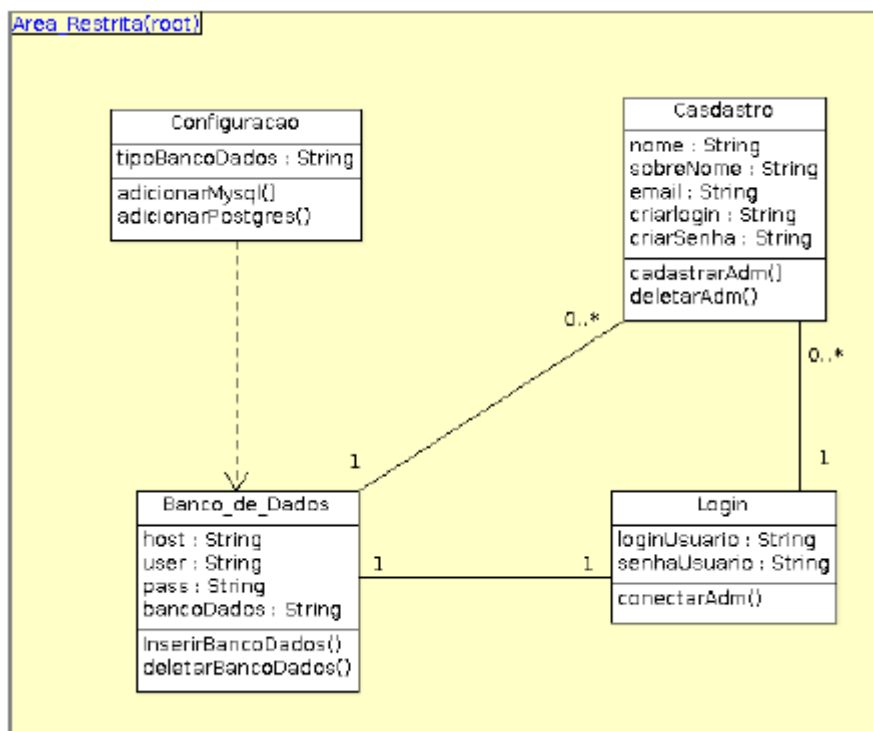 Area_Restrita(root)
Configuracao
tipoBancoDados : String
adicionarMysql()
adicionarPostgres()
Casdastro
nome : String
sobreNome : String
email : String
criarlogin : String
criarSenha : String
cadastrarAdm()
deletarAdm()
0..*
0..*
1
1
Banco_de_Dados
host : String
user : String
pass : String
bancoDados : String
InserirBancoDados()
deletarBancoDados()
1
1
Login
loginUsuario : String
senhaUsuario : String
conectarAdm()